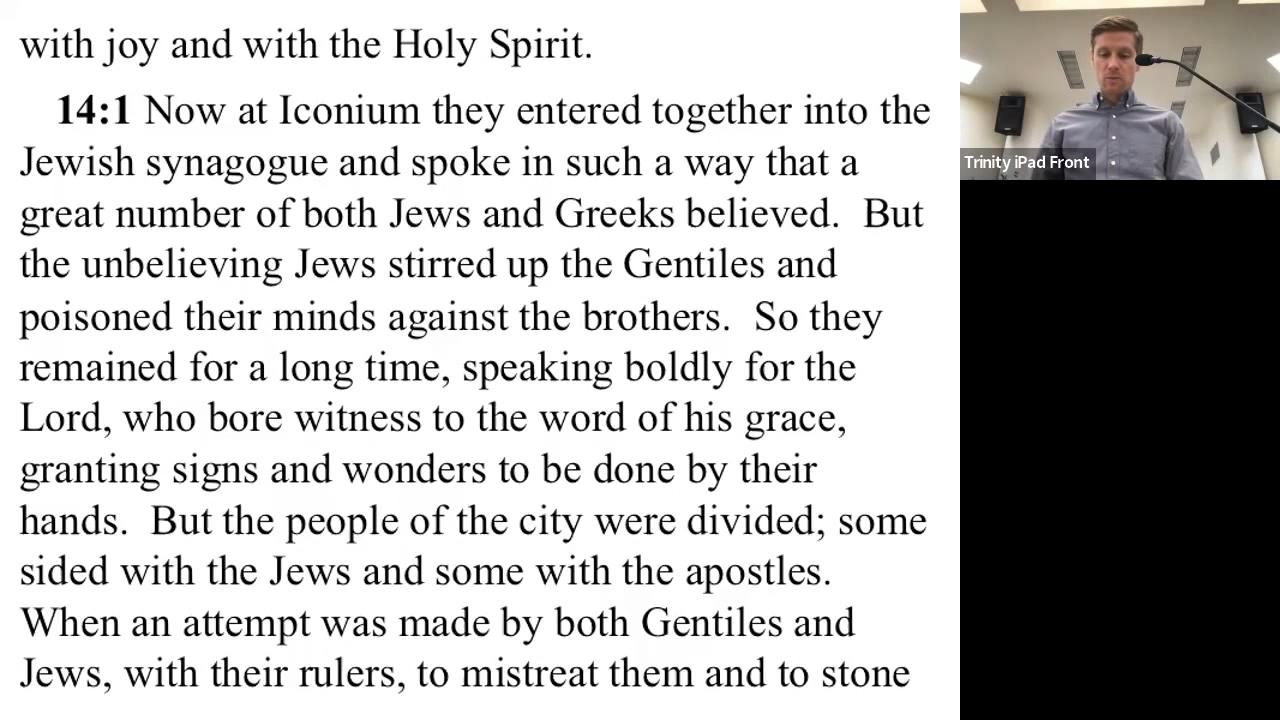 with joy and with the Holy Spirit.
14:1 Now at Iconium they entered together into the
Jewish synagogue and spoke in such a way that a
great number of both Jews and Greeks believed.  But
the unbelieving Jews stirred up the Gentiles and
poisoned their minds against the brothers.  So they
remained for a long time, speaking boldly for the
Lord, who bore witness to the word of his grace,
granting signs and wonders to be done by their
hands.  But the people of the city were divided; some
sided with the Jews and some with the apostles.
When an attempt was made by both Gentiles and
Jews, with their rulers, to mistreat them and to stone
Trinity iPad Front